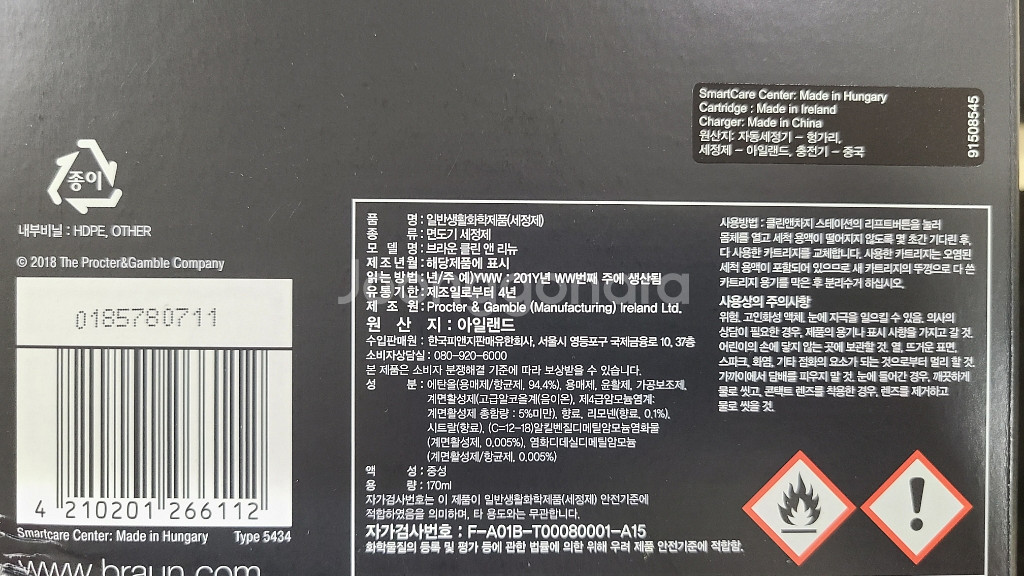 SmartCare Center: Made in Hungary
Cartridge : Made in Ireland
Charger: Made in China
원산지: 자동세정기 – 헝가리,
세정제 – 아일랜드, 충전기 – 중국
91508545
종이
내부비닐 : HDPE, OTHER
© 2018 The Procter&Gamble Company
0185780711
4 210201 266112
Smartcare Center: Made in Hungary Type 5434
www.braun.com
품 명 : 일반생활화학제품(세정제)
종 류 : 면도기 세정제
모 델 명 : 브라운 클린 앤 리뉴
제 조 년 월 : 해당제품에 표시
읽는 방법 : 년/주 예)YWW : 201Y년 WW번째 주에 생산됨
유 통 기 한 : 제조일로부터 4년
제 조 원 : Procter & Gamble (Manufacturing) Ireland Ltd.
원 산 지 : 아일랜드
수입판매원 : 한국피앤지판매유한회사, 서울시 영등포구 국제금융로 10, 37층
소비자상담실 : 080-920-6000
본 제품은 소비자 분쟁해결 기준에 따라 보상받을 수 있습니다.
성 분 : 에탄올(용매제/항균제, 94.4%), 용매제, 윤활제, 가공보조제,
계면활성제(고급알코올계(음이온), 제4급암모늄염계:
계면활성제 총함량 : 5%미만), 향료, 리모넨(향료, 0.1%),
시트랄(향료), (C=12-18)알킬벤질디메틸암모늄염화물
(계면활성제, 0.005%), 염화디데실디메틸암모늄
(계면활성제/항균제, 0.005%)
액 성 : 중성
용 량 : 170ml
자가검사번호는 이 제품이 일반생활화학제품(세정제) 안전기준에
적합하였음을 의미하며, 타 용도와는 무관합니다.
자가검사번호 : F-A01B-T00080001-A15
화학물질의 등록 및 평가 등에 관한 법률에 의한 위해 우려 제품 안전기준에 적합함.
사용방법 : 클린앤차지 스테이션의 리프트버튼을 눌러
몸체를 열고 세척 용액이 떨어지지 않도록 몇 초간 기다린 후,
다 사용한 카트리지를 교체합니다. 사용한 카트리지는 오염된
세척 용액이 포함되어 있으므로 새 카트리지의 뚜껑으로 다 쓴
카트리지 용기를 막은 후 분리수거 하십시오.
사용상의 주의사항
위험. 고인화성 액체. 눈에 자극을 일으킬 수 있음. 의사의
상담이 필요한 경우, 제품의 용기나 표시 사항을 가지고 갈 것.
어린이의 손에 닿지 않는 곳에 보관할 것. 열, 뜨거운 표면,
스파크, 화염, 기타 점화의 요소가 되는 것으로부터 멀리 할 것.
가까이에서 담배를 피우지 말 것. 눈에 들어간 경우, 깨끗하게
물로 씻고, 콘택트 렌즈를 착용한 경우, 렌즈를 제거하고
물로 씻을 것.